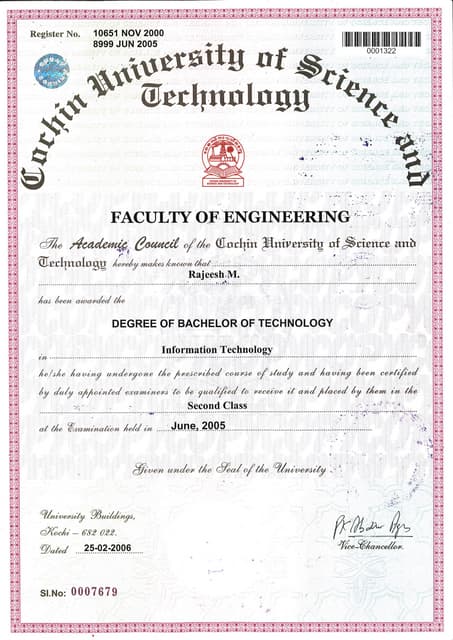 Register No. 10651 NOV 2000
8999 JUN 2005
0001322
Cochin University of Science and
Technology
FACULTY OF ENGINEERING
The Academic Council of the Cochin University of Science and
Technology hereby makes known that
Rajeesh M.
has been awarded the
DEGREE OF BACHELOR OF TECHNOLOGY
in Information Technology
he/she having undergone the prescribed course of study and having been certified
by duly appointed examiners to be qualified to receive it and placed by them in the
Second Class
at the Examination held in June, 2005
Given under the Seal of the University
University Buildings,
Kochi – 682 022.
Dated 25-02-2006
Vice-Chancellor.
Sl.No: 0007679